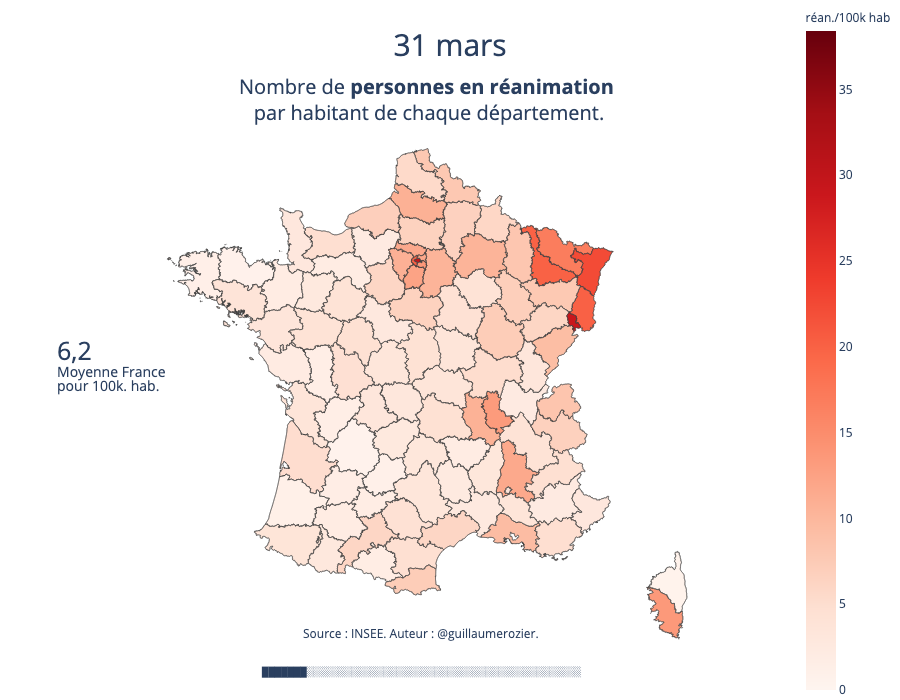 31 mars
Nombre de personnes en réanimation
par habitant de chaque département.
réan./100k hab
35
30
25
20
15
10
5
0
6,2
Moyenne France
pour 100k. hab.
Source : INSEE. Auteur : @guillaumerozier.